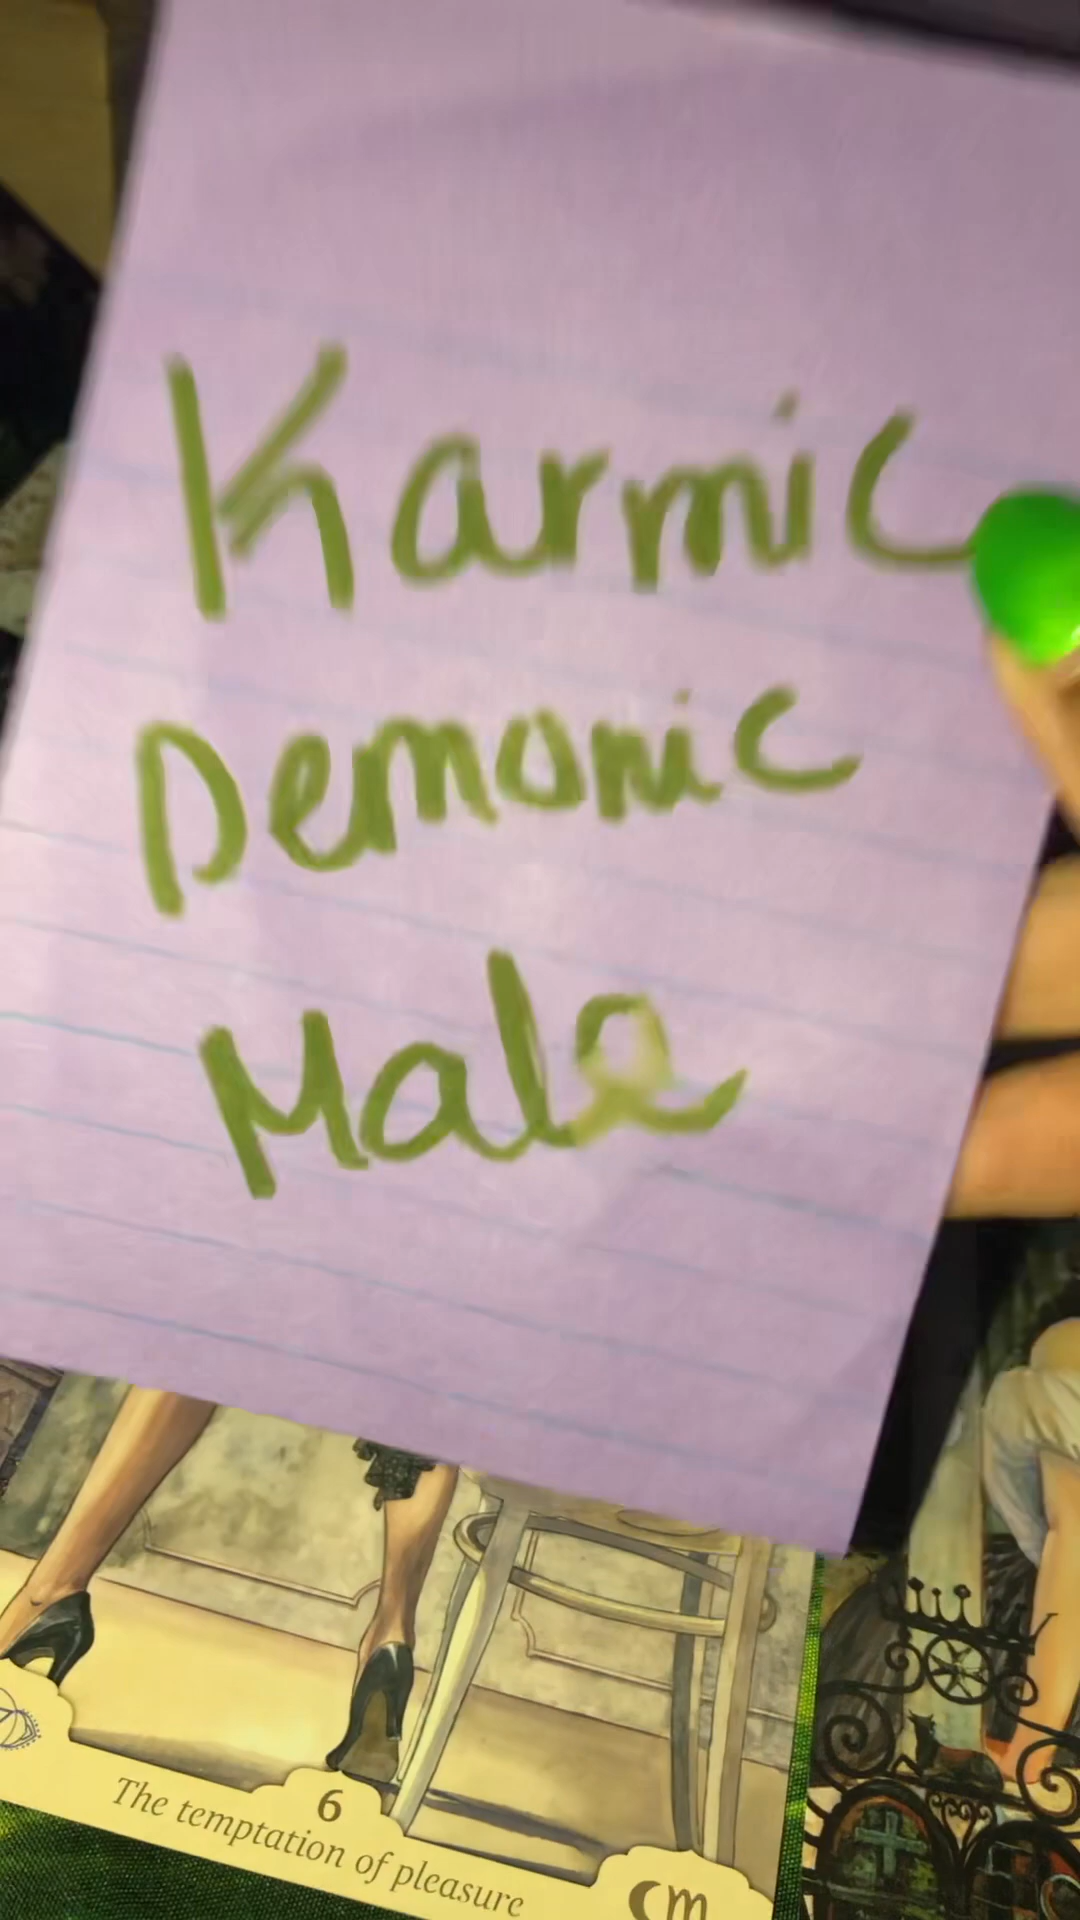 Karmic
Demonic
Male
6
The temptation of pleasure